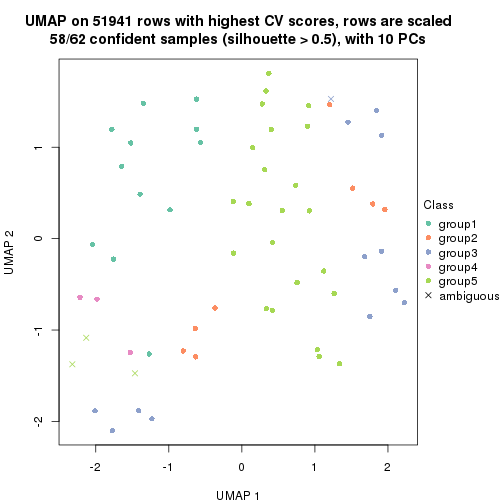 UMAP on 51941 rows with highest CV scores, rows are scaled
58/62 confident samples (silhouette > 0.5), with 10 PCs
Class
group1
group2
group3
group4
group5
ambiguous
UMAP 2
1
0
-1
-2
-2
-1
0
1
2
UMAP 1